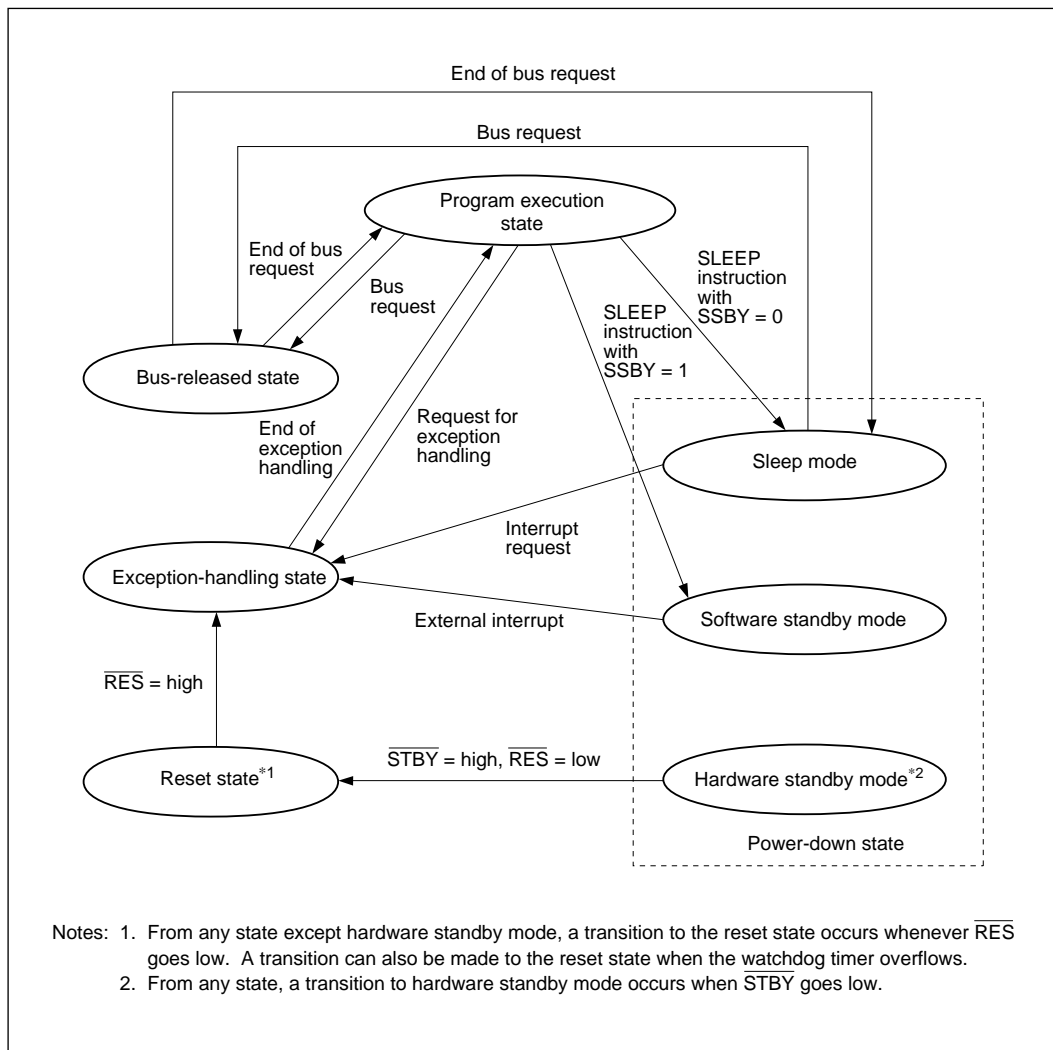 End of bus request
Bus request
Program execution
state
End of bus
request
Bus
request
SLEEP
instruction
with
SSBY = 0
SLEEP
instruction
with
SSBY = 1
Bus-released state
End of
exception
handling
Request for
exception
handling
Sleep mode
Interrupt
request
Exception-handling state
External interrupt
Software standby mode
RES = high
STBY = high, RES = low
Reset state*1
Hardware standby mode*2
Power-down state
Notes: 1. From any state except hardware standby mode, a transition to the reset state occurs whenever RES
goes low. A transition can also be made to the reset state when the watchdog timer overflows.
2. From any state, a transition to hardware standby mode occurs when STBY goes low.